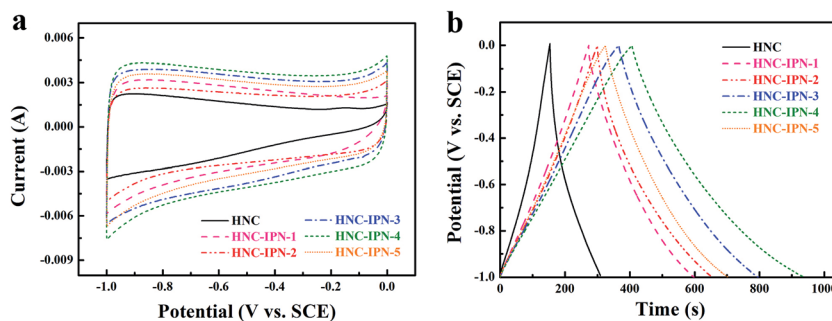 a
0.006
0.003
0.000
-0.003
-0.006
-0.009
Current (A)
HNC
HNC-IPN-1
HNC-IPN-2
HNC-IPN-3
HNC-IPN-4
HNC-IPN-5
-1.0 -0.8 -0.6 -0.4 -0.2 0.0
Potential (V vs. SCE)
b
0.0
-0.2
-0.4
-0.6
-0.8
-1.0
Potential (V vs. SCE)
HNC
HNC-IPN-1
HNC-IPN-2
HNC-IPN-3
HNC-IPN-4
HNC-IPN-5
0 200 400 600 800 1000
Time (s)